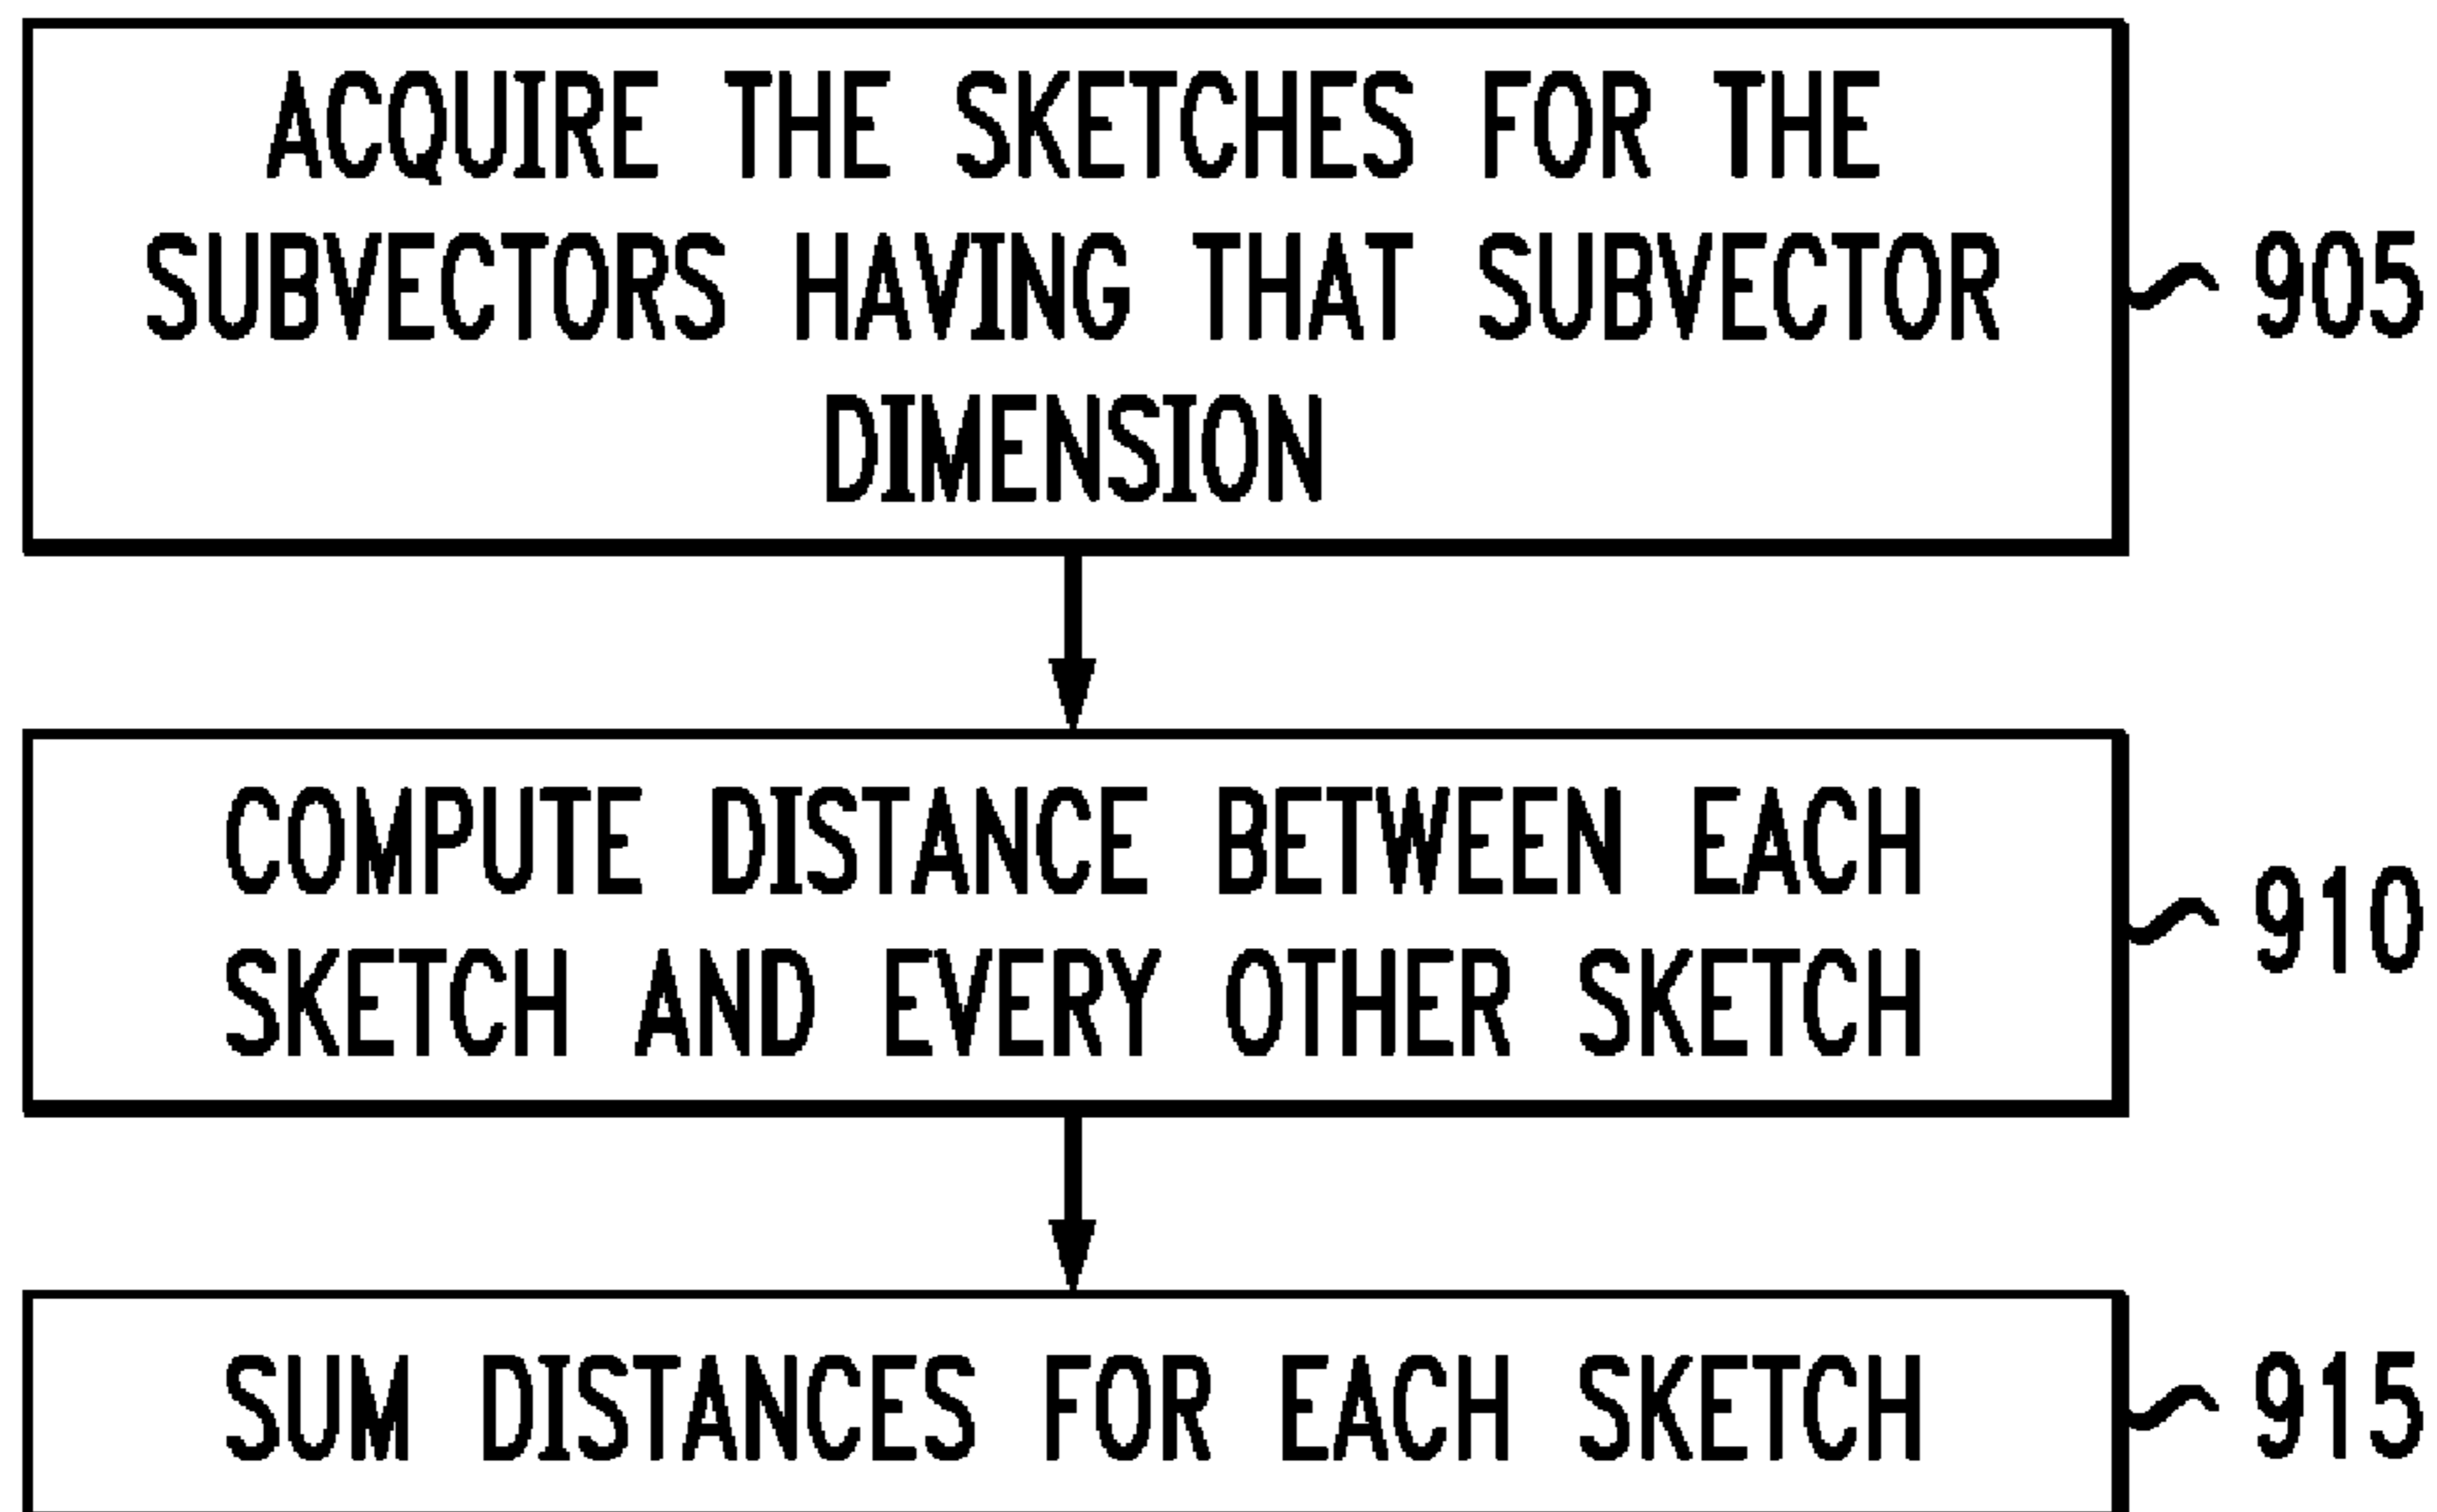 ACQUIRE THE SKETCHES FOR THE
SUBVECTORS HAVING THAT SUBVECTOR
DIMENSION
905
COMPUTE DISTANCE BETWEEN EACH
SKETCH AND EVERY OTHER SKETCH
910
SUM DISTANCES FOR EACH SKETCH
915